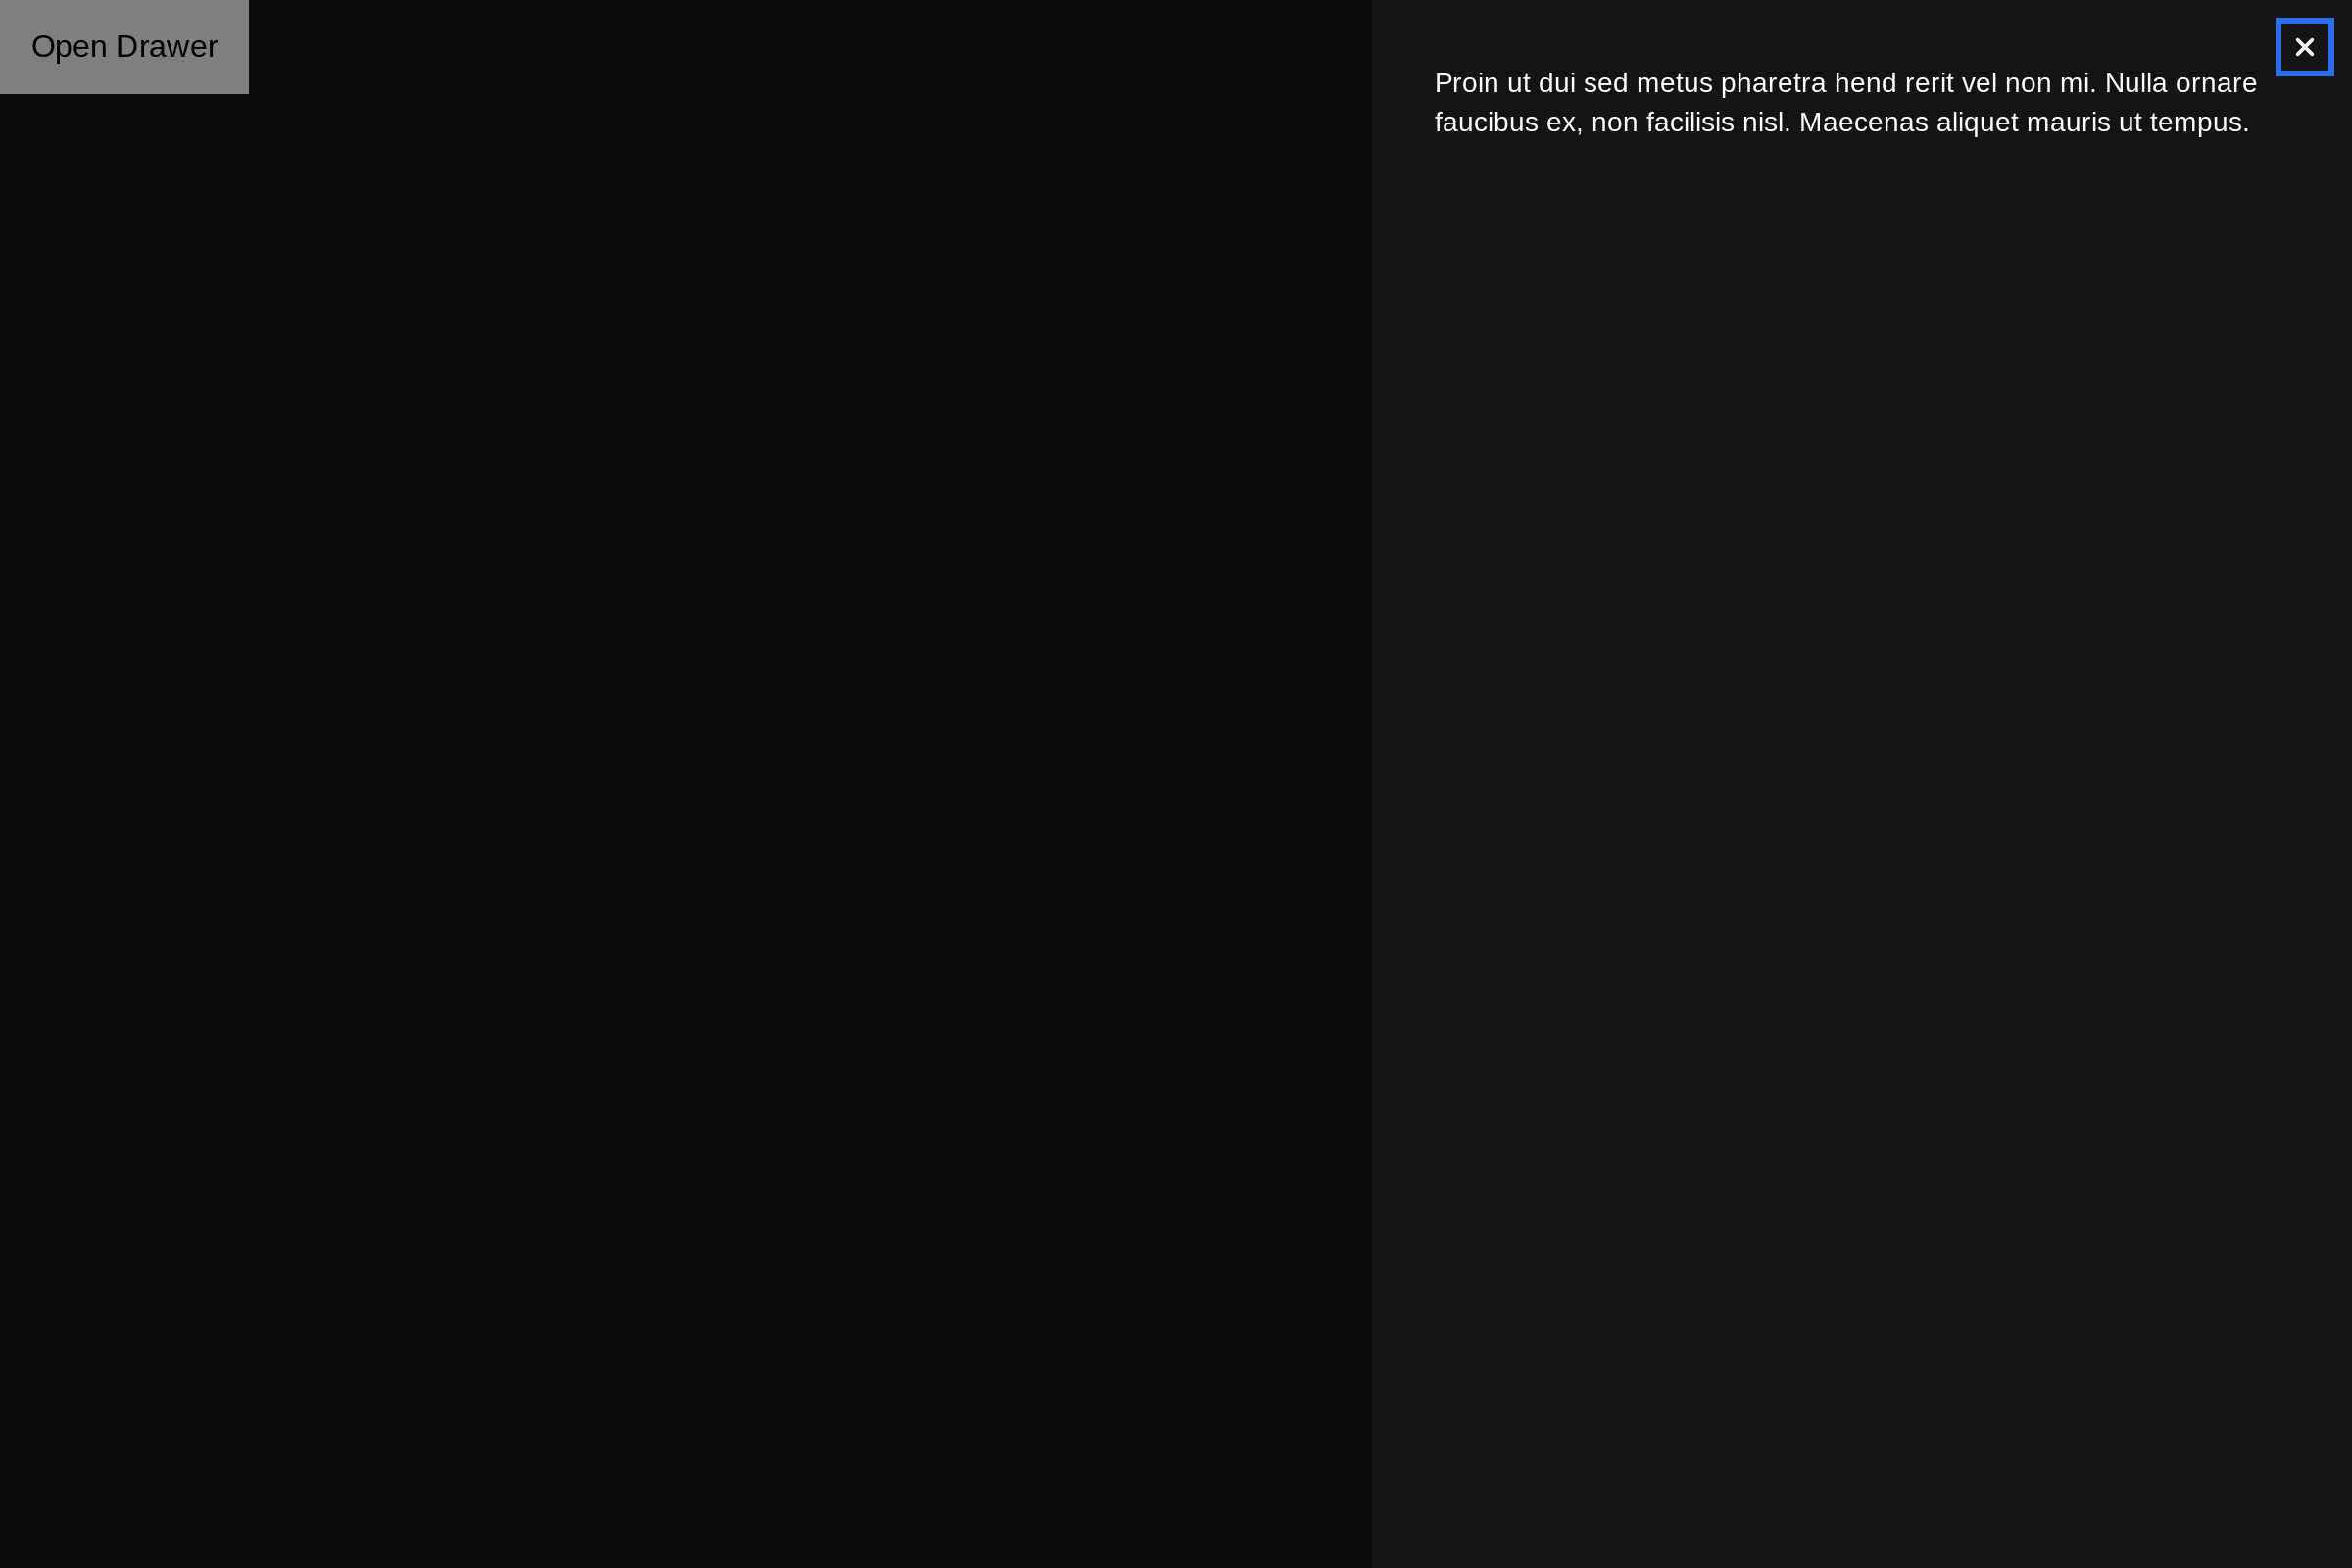 Open Drawer
Proin ut dui sed metus pharetra hend rerit vel non mi. Nulla ornare
faucibus ex, non facilisis nisl. Maecenas aliquet mauris ut tempus.